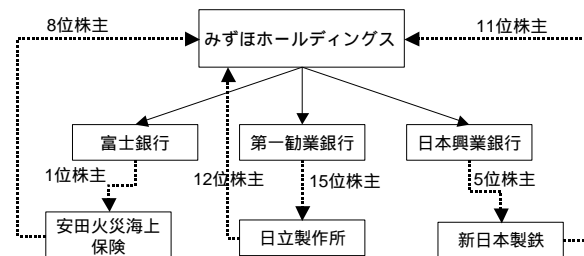 8位株主
みずほホールディングス
11位株主
富士銀行
第一勧業銀行
日本興業銀行
1位株主
12位株主
15位株主
5位株主
安田火災海上
保険
日立製作所
新日本製鉄